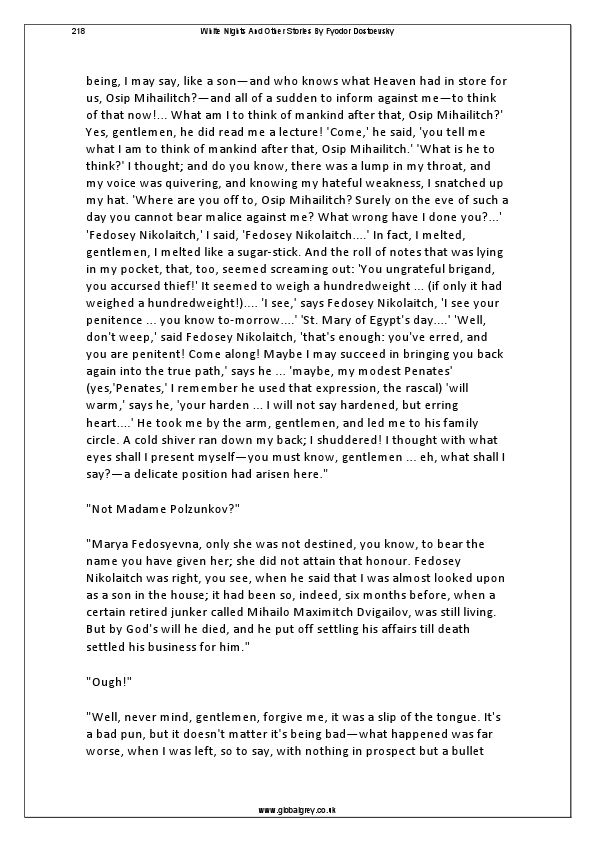 218 White Nights And Other Stories By Fyodor Dostoevsky
being, I may say, like a son—and who knows what Heaven had in store for
us, Osip Mihailitch?—and all of a sudden to inform against me—to think
of that now!... What am I to think of mankind after that, Osip Mihailitch?'
Yes, gentlemen, he did read me a lecture! 'Come,' he said, 'you tell me
what I am to think of mankind after that, Osip Mihailitch.' 'What is he to
think?' I thought; and do you know, there was a lump in my throat, and
my voice was quivering, and knowing my hateful weakness, I snatched up
my hat. 'Where are you off to, Osip Mihailitch? Surely on the eve of such a
day you cannot bear malice against me? What wrong have I done you?...'
'Fedosey Nikolaitch,' I said, 'Fedosey Nikolaitch....' In fact, I melted,
gentlemen, I melted like a sugar-stick. And the roll of notes that was lying
in my pocket, that, too, seemed screaming out: 'You ungrateful brigand,
you accursed thief!' It seemed to weigh a hundredweight ... (if only it had
weighed a hundredweight!).... 'I see,' says Fedosey Nikolaitch, 'I see your
penitence ... you know to-morrow....' 'St. Mary of Egypt's day....' 'Well,
don't weep,' said Fedosey Nikolaitch, 'that's enough: you've erred, and
you are penitent! Come along! Maybe I may succeed in bringing you back
again into the true path,' says he ... 'maybe, my modest Penates'
(yes,'Penates,' I remember he used that expression, the rascal) 'will
warm,' says he, 'your harden ... I will not say hardened, but erring
heart....' He took me by the arm, gentlemen, and led me to his family
circle. A cold shiver ran down my back; I shuddered! I thought with what
eyes shall I present myself—you must know, gentlemen ... eh, what shall I
say?—a delicate position had arisen here."
"Not Madame Polzunkov?"
"Marya Fedosyevna, only she was not destined, you know, to bear the
name you have given her; she did not attain that honour. Fedosey
Nikolaitch was right, you see, when he said that I was almost looked upon
as a son in the house; it had been so, indeed, six months before, when a
certain retired junker called Mihailo Maximitch Dvigailov, was still living.
But by God's will he died, and he put off settling his affairs till death
settled his business for him."
"Ough!"
"Well, never mind, gentlemen, forgive me, it was a slip of the tongue. It's
a bad pun, but it doesn't matter it's being bad—what happened was far
worse, when I was left, so to say, with nothing in prospect but a bullet
www.globalgrey.co.uk